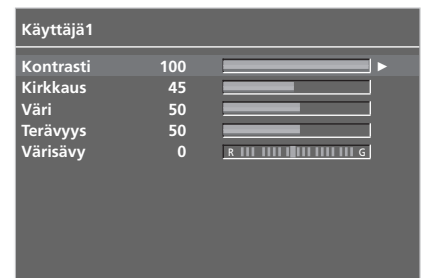 Käyttäjä1
Kontrasti 100
Kirkkaus 45
Väri 50
Terävyys 50
Värisävy 0 R G